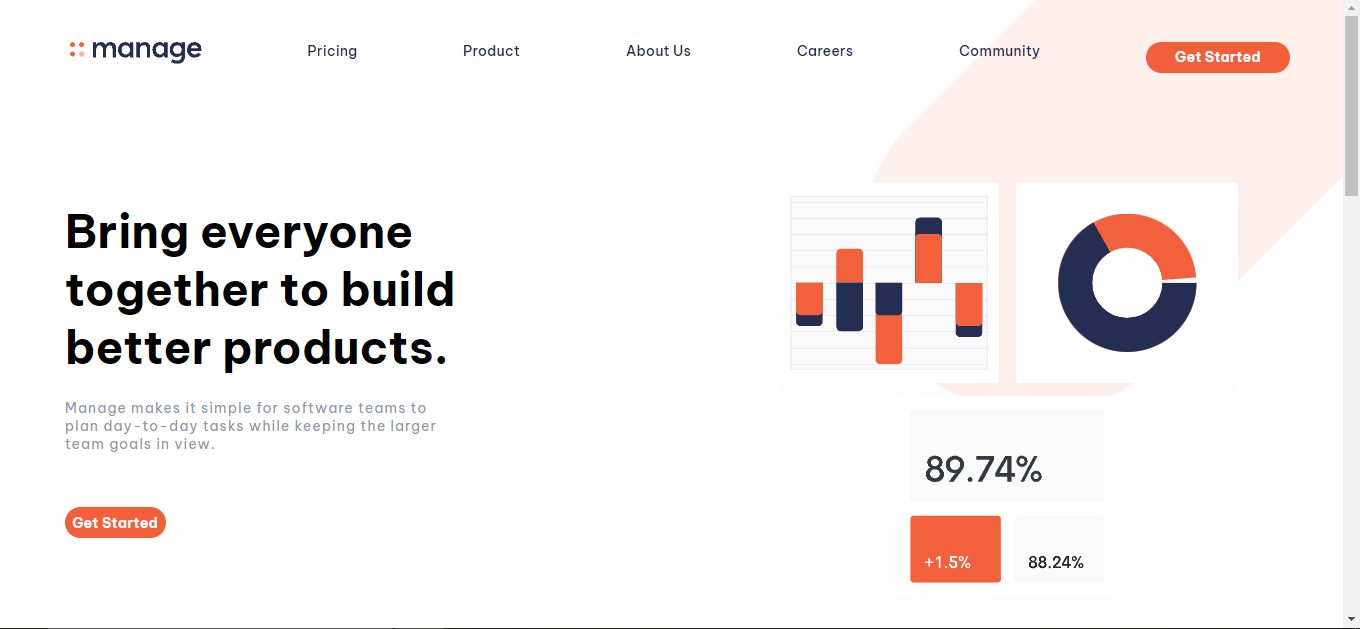 manage
Pricing
Product
About Us
Careers
Community
Get Started
Bring everyone
together to build
better products.
Manage makes it simple for software teams to
plan day-to-day tasks while keeping the larger
team goals in view.
Get Started
89.74%
+1.5%
88.24%